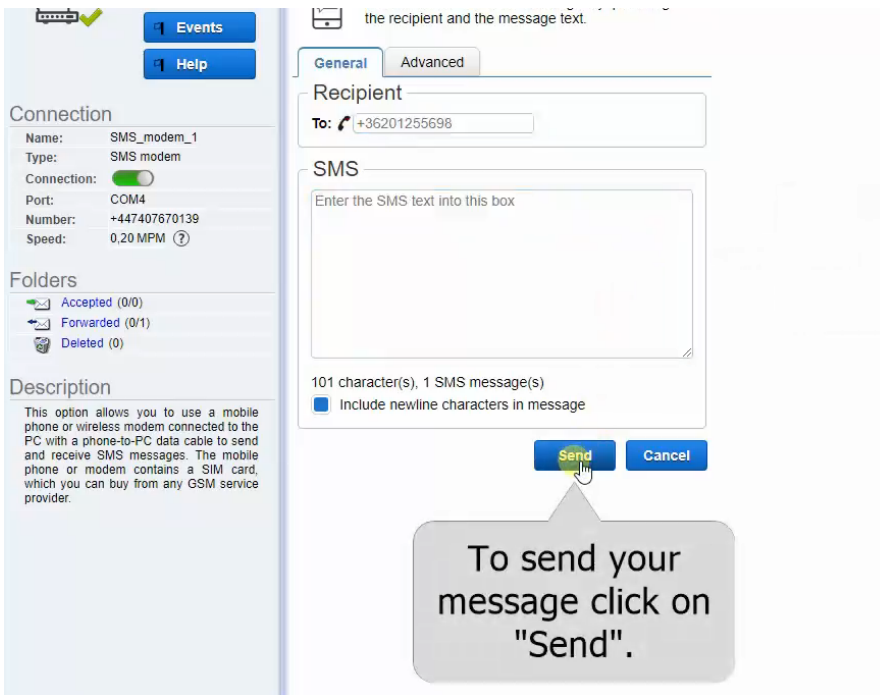 Events
Help
Connection
Name: SMS_modem_1
Type: SMS modem
Connection:
Port: COM4
Number: +447407670139
Speed: 0,20 MPM ?
Folders
Accepted (0/0)
Forwarded (0/1)
Deleted (0)
Description
This option allows you to use a mobile
phone or wireless modem connected to the
PC with a phone-to-PC data cable to send
and receive SMS messages. The mobile
phone or modem contains a SIM card,
which you can buy from any GSM service
provider.
the recipient and the message text.
General Advanced
Recipient
To: +36201255698
SMS
Enter the SMS text into this box
101 character(s), 1 SMS message(s)
Include newline characters in message
Send Cancel
To send your
message click on
"Send".